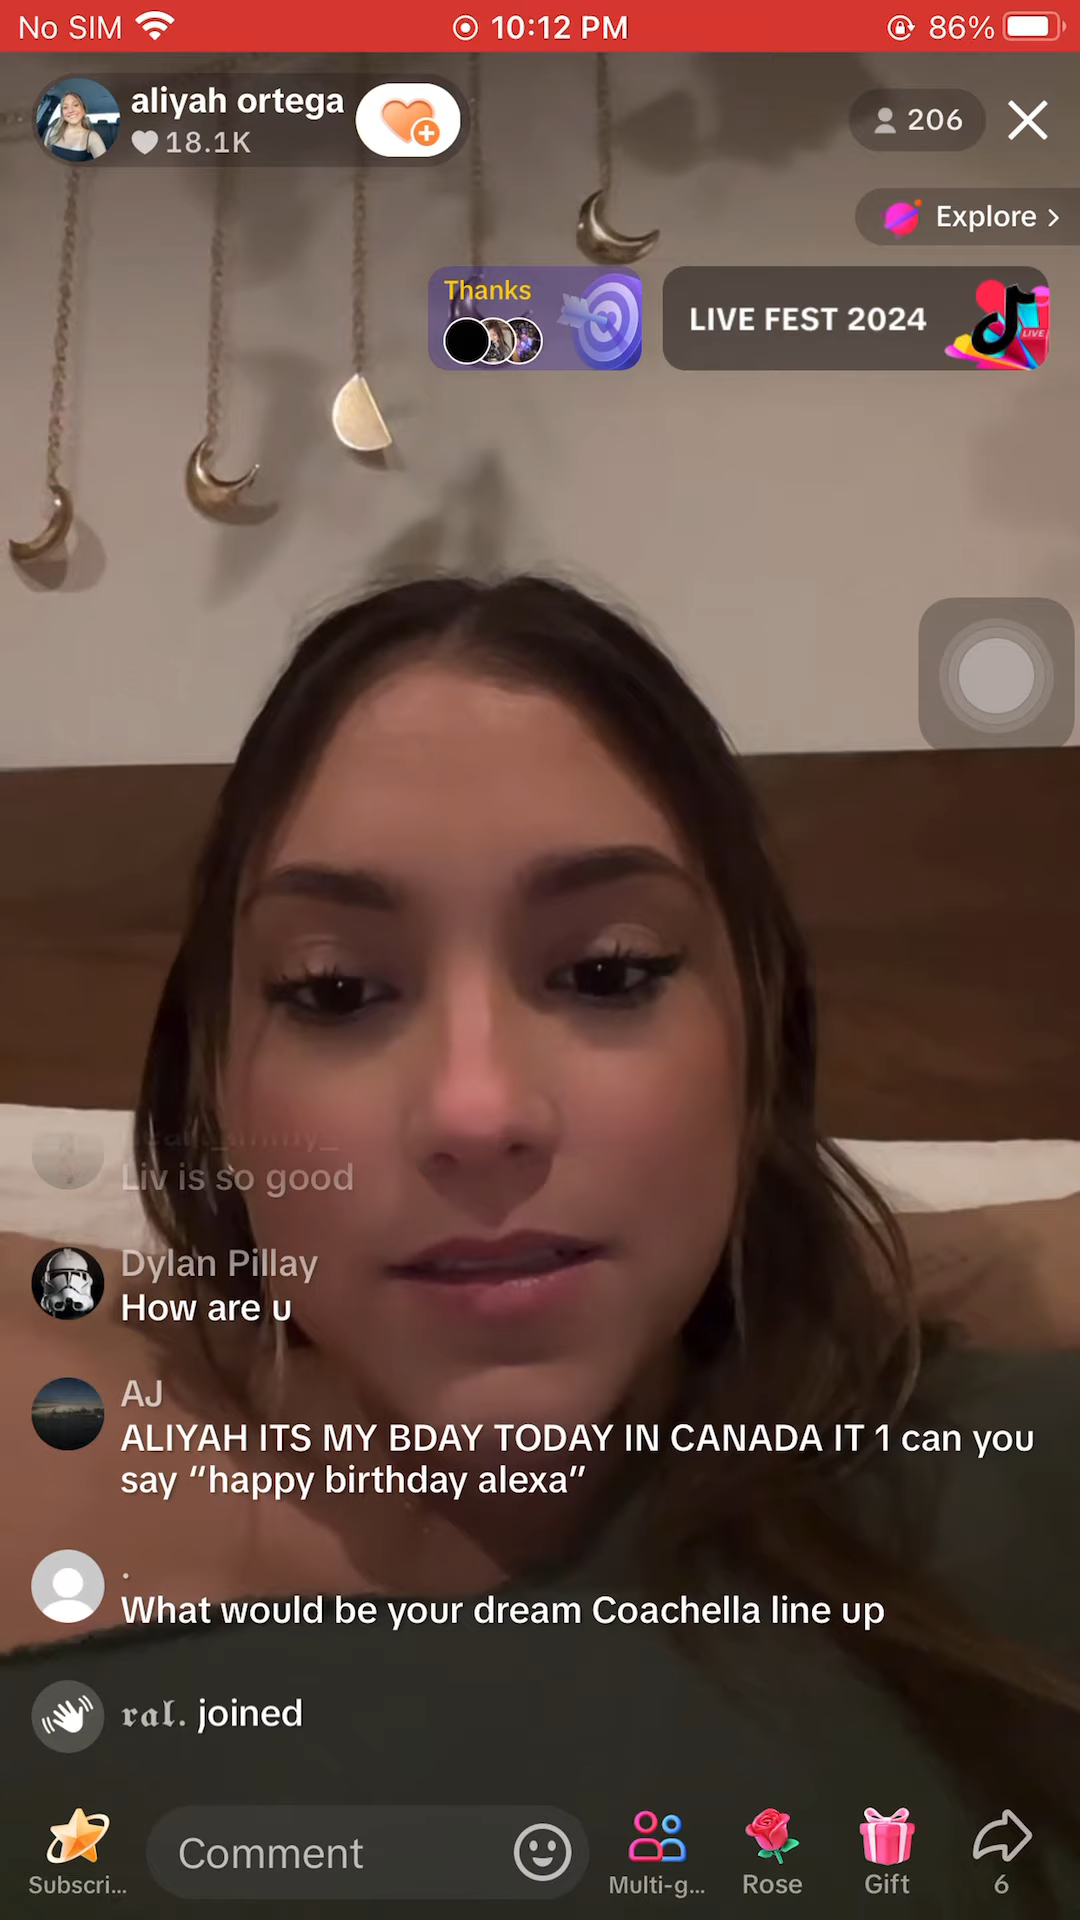 No SIM 10:12 PM 86%
aliyah ortega
18.1K
206
Explore >
Thanks
LIVE FEST 2024
LIVE
Liv is so good
Dylan Pillay
How are u
AJ
ALIYAH ITS MY BDAY TODAY IN CANADA IT 1 can you
say “happy birthday alexa”
.
What would be your dream Coachella line up
𝖗𝖆𝖑. joined
Comment
Subscri... Multi-g... Rose Gift 6